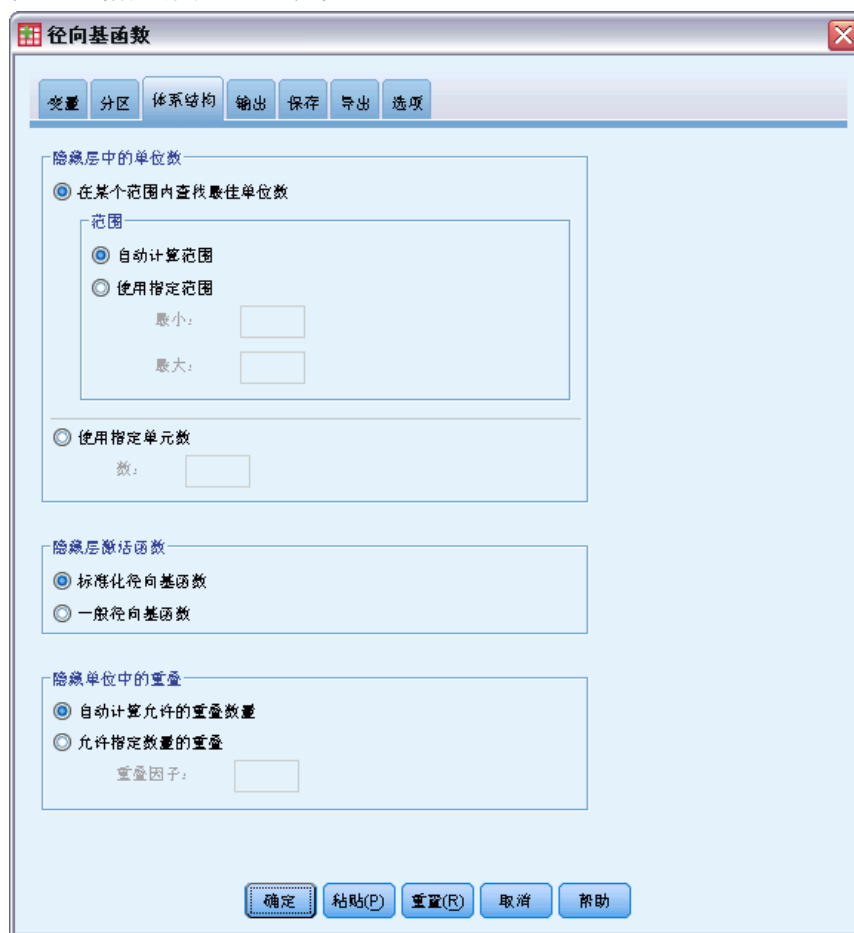 径向基函数
变量 分区 体系结构 输出 保存 导出 选项
隐藏层中的单位数
在某个范围内查找最佳单位数
范围
自动计算范围
使用指定范围
最小:
最大:
使用指定单元数
数:
隐藏层激活函数
标准化径向基函数
一般径向基函数
隐藏单位中的重叠
自动计算允许的重叠数量
允许指定数量的重叠
重叠因子:
确定 粘贴(P) 重置(R) 取消 帮助